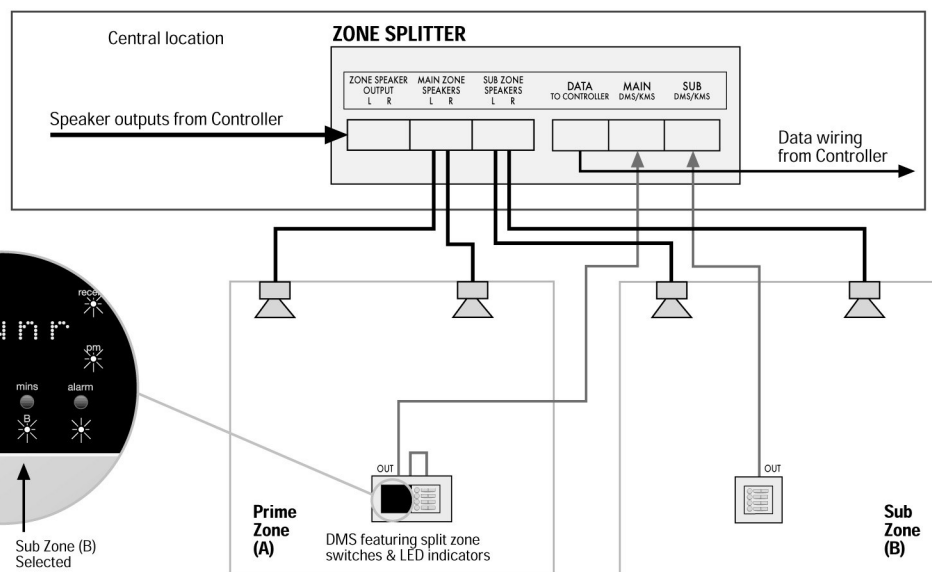 Central location
ZONE SPLITTER
ZONE SPEAKER
OUTPUT
L R
MAIN ZONE
SPEAKERS
L R
SUB ZONE
SPEAKERS
L R
DATA
TO CONTROLLER
MAIN
DMS/KMS
SUB
DMS/KMS
Speaker outputs from Controller
Data wiring
from Controller
pm
mins
alarm
B
OUT
OUT
Prime
Zone
(A)
DMS featuring split zone
switches & LED indicators
Sub
Zone
(B)
Sub Zone (B)
Selected